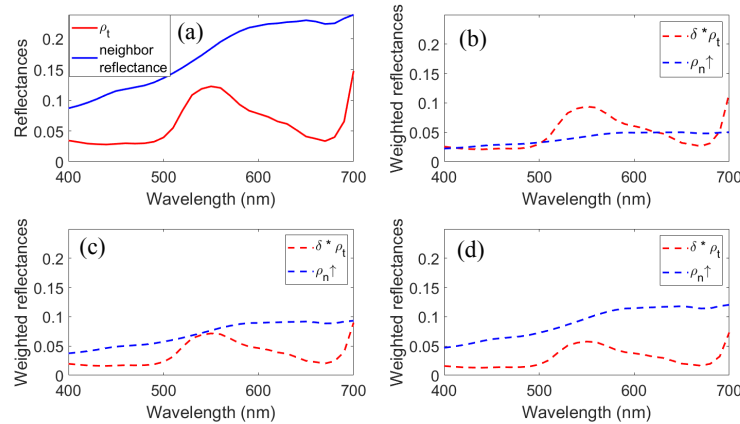 0.2
0.15
0.1
0.05
0
Reflectances
ρt
neighbor
reflectance
(a)
400 500 600 700
Wavelength (nm)
0.2
0.15
0.1
0.05
0
Weighted reflectances
(b)
δ * ρt
ρn↑
400 500 600 700
Wavelength (nm)
0.2
0.15
0.1
0.05
0
Weighted reflectances
(c)
δ * ρt
ρn↑
400 500 600 700
Wavelength (nm)
0.2
0.15
0.1
0.05
0
Weighted reflectances
(d)
δ * ρt
ρn↑
400 500 600 700
Wavelength (nm)